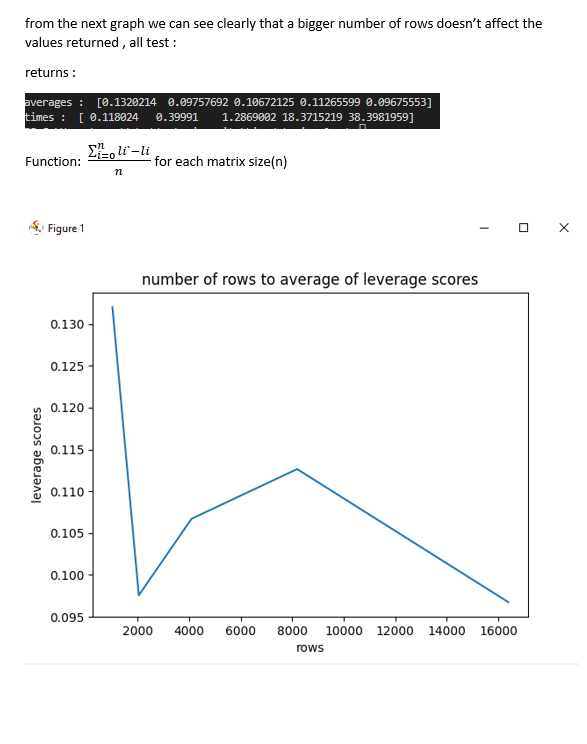 from the next graph we can see clearly that a bigger number of rows doesn't affect the
values returned , all test :
returns :
averages : [0.1320214 0.09757692 0.10672125 0.11265599 0.09675553]
times : [ 0.118024 0.39991 1.2869002 18.3715219 38.3981959]
Function: ∑ⁿᵢ₌₀ li`−li / n for each matrix size(n)
Figure 1
number of rows to average of leverage scores
leverage scores
0.130
0.125
0.120
0.115
0.110
0.105
0.100
0.095
2000 4000 6000 8000 10000 12000 14000 16000
rows